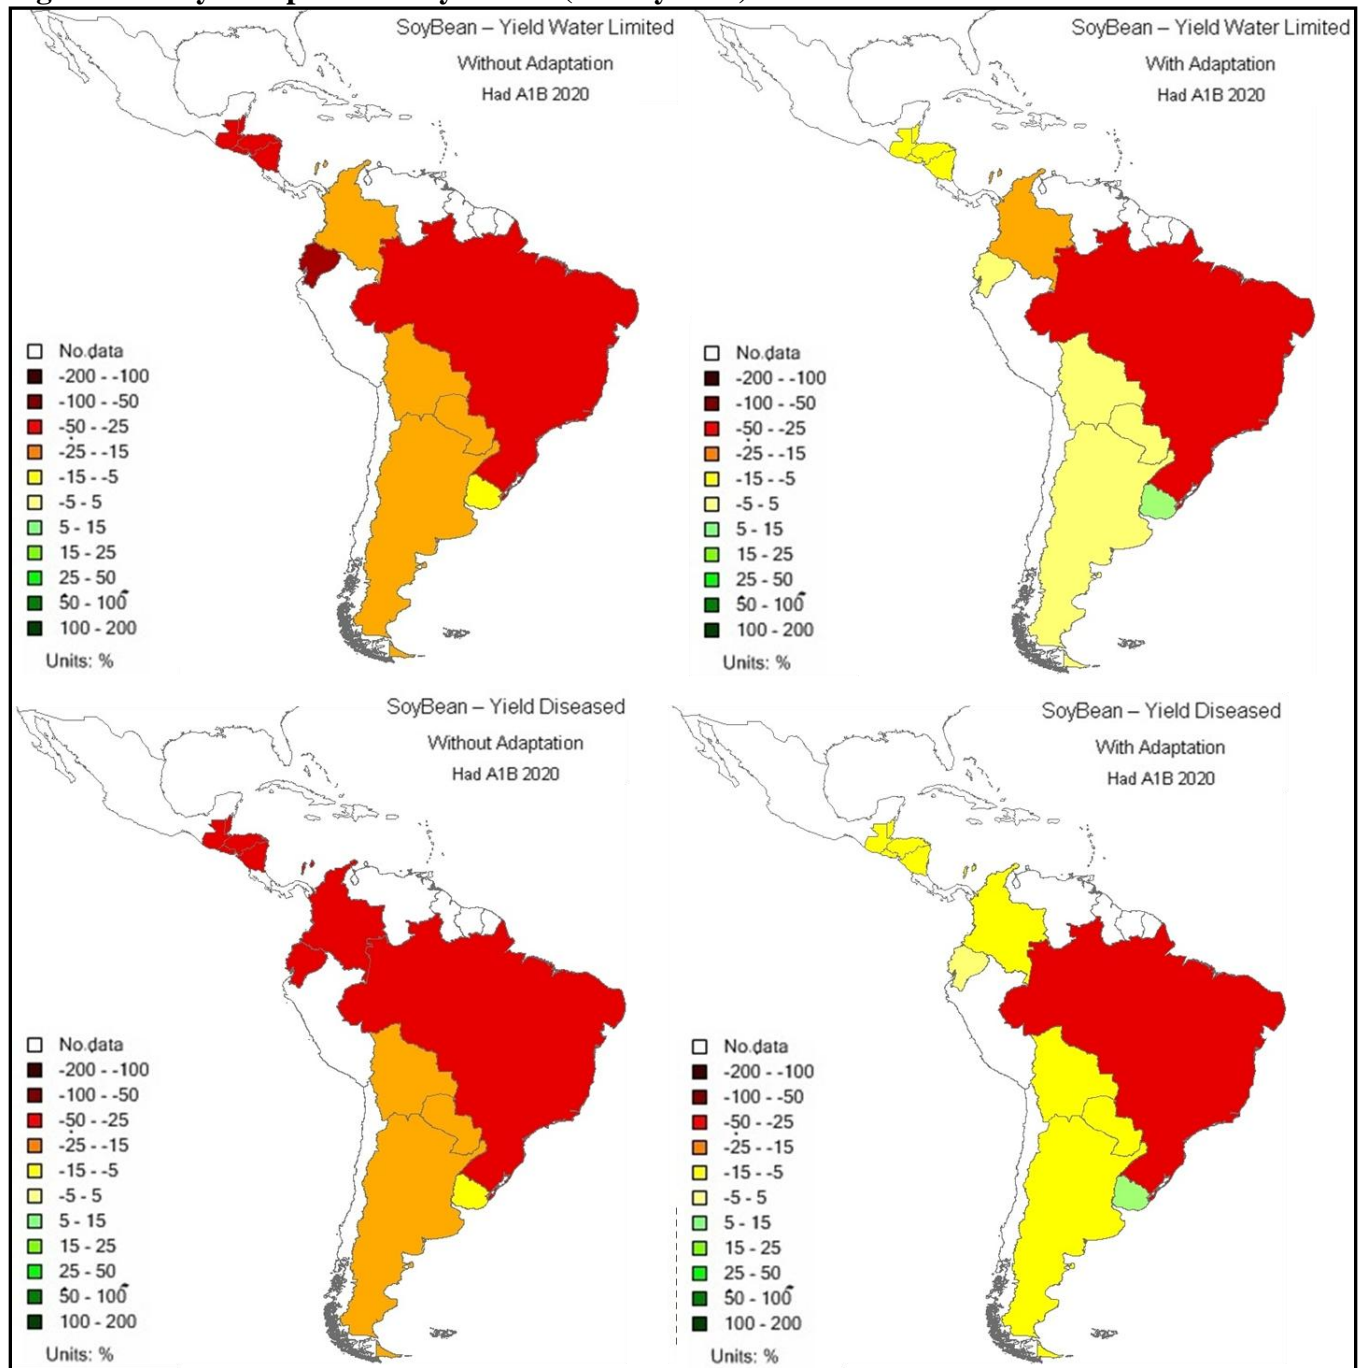 SoyBean – Yield Water Limited
Without Adaptation
Had A1B 2020
No.data
-200 - -100
-100 - -50
-50 - -25
-25 - -15
-15 - -5
-5 - 5
5 - 15
15 - 25
25 - 50
50 - 100
100 - 200
Units: %
SoyBean – Yield Water Limited
With Adaptation
Had A1B 2020
No.data
-200 - -100
-100 - -50
-50 - -25
-25 - -15
-15 - -5
-5 - 5
5 - 15
15 - 25
25 - 50
50 - 100
100 - 200
Units: %
SoyBean – Yield Diseased
Without Adaptation
Had A1B 2020
No.data
-200 - -100
-100 - -50
-50 - -25
-25 - -15
-15 - -5
-5 - 5
5 - 15
15 - 25
25 - 50
50 - 100
100 - 200
Units: %
SoyBean – Yield Diseased
With Adaptation
Had A1B 2020
No.data
-200 - -100
-100 - -50
-50 - -25
-25 - -15
-15 - -5
-5 - 5
5 - 15
15 - 25
25 - 50
50 - 100
100 - 200
Units: %